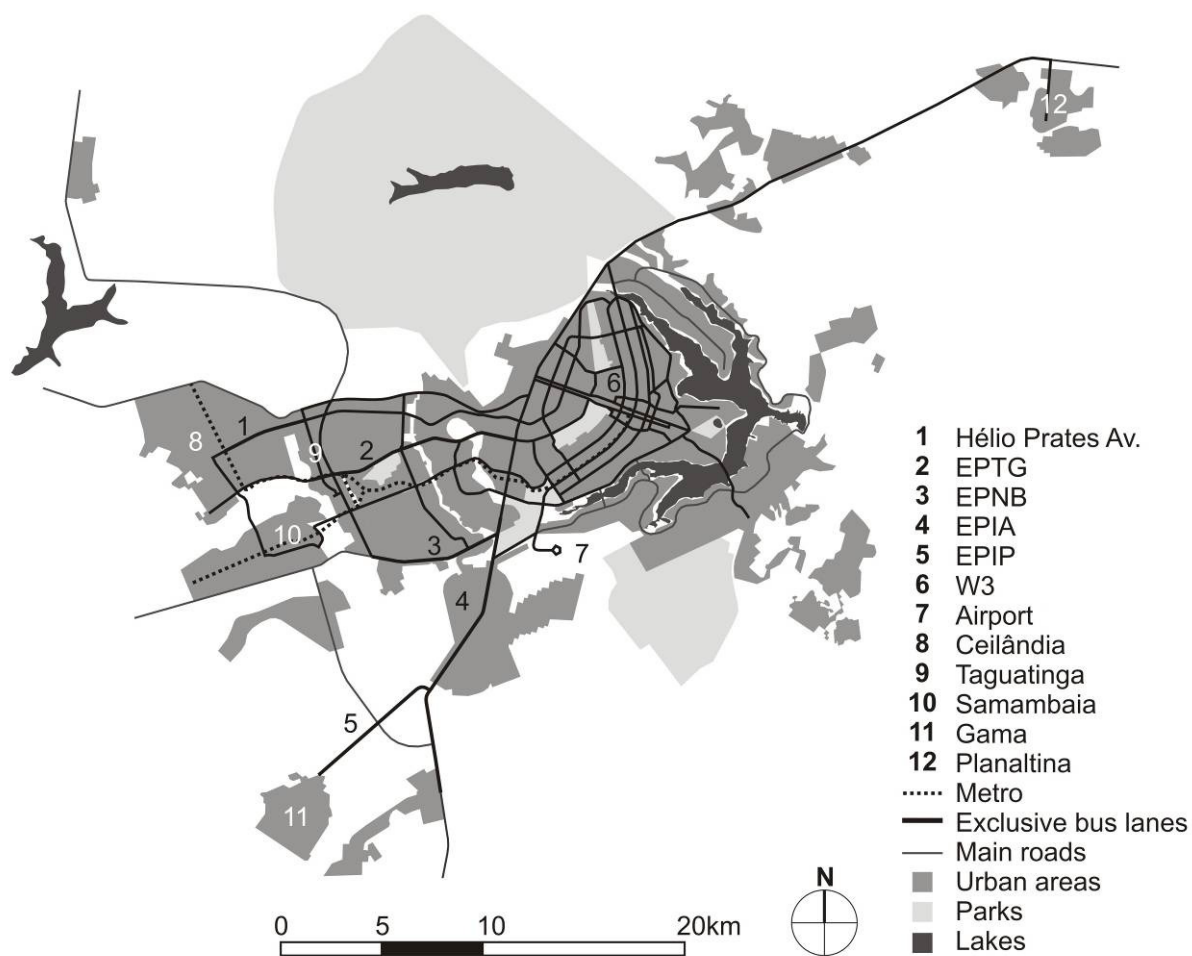 12
6
1
8
2
9
10
3
7
4
5
11
1 Hélio Prates Av.
2 EPTG
3 EPNB
4 EPIA
5 EPIP
6 W3
7 Airport
8 Ceilândia
9 Taguatinga
10 Samambaia
11 Gama
12 Planaltina
Metro
Exclusive bus lanes
Main roads
Urban areas
Parks
Lakes
N
0 5 10 20km